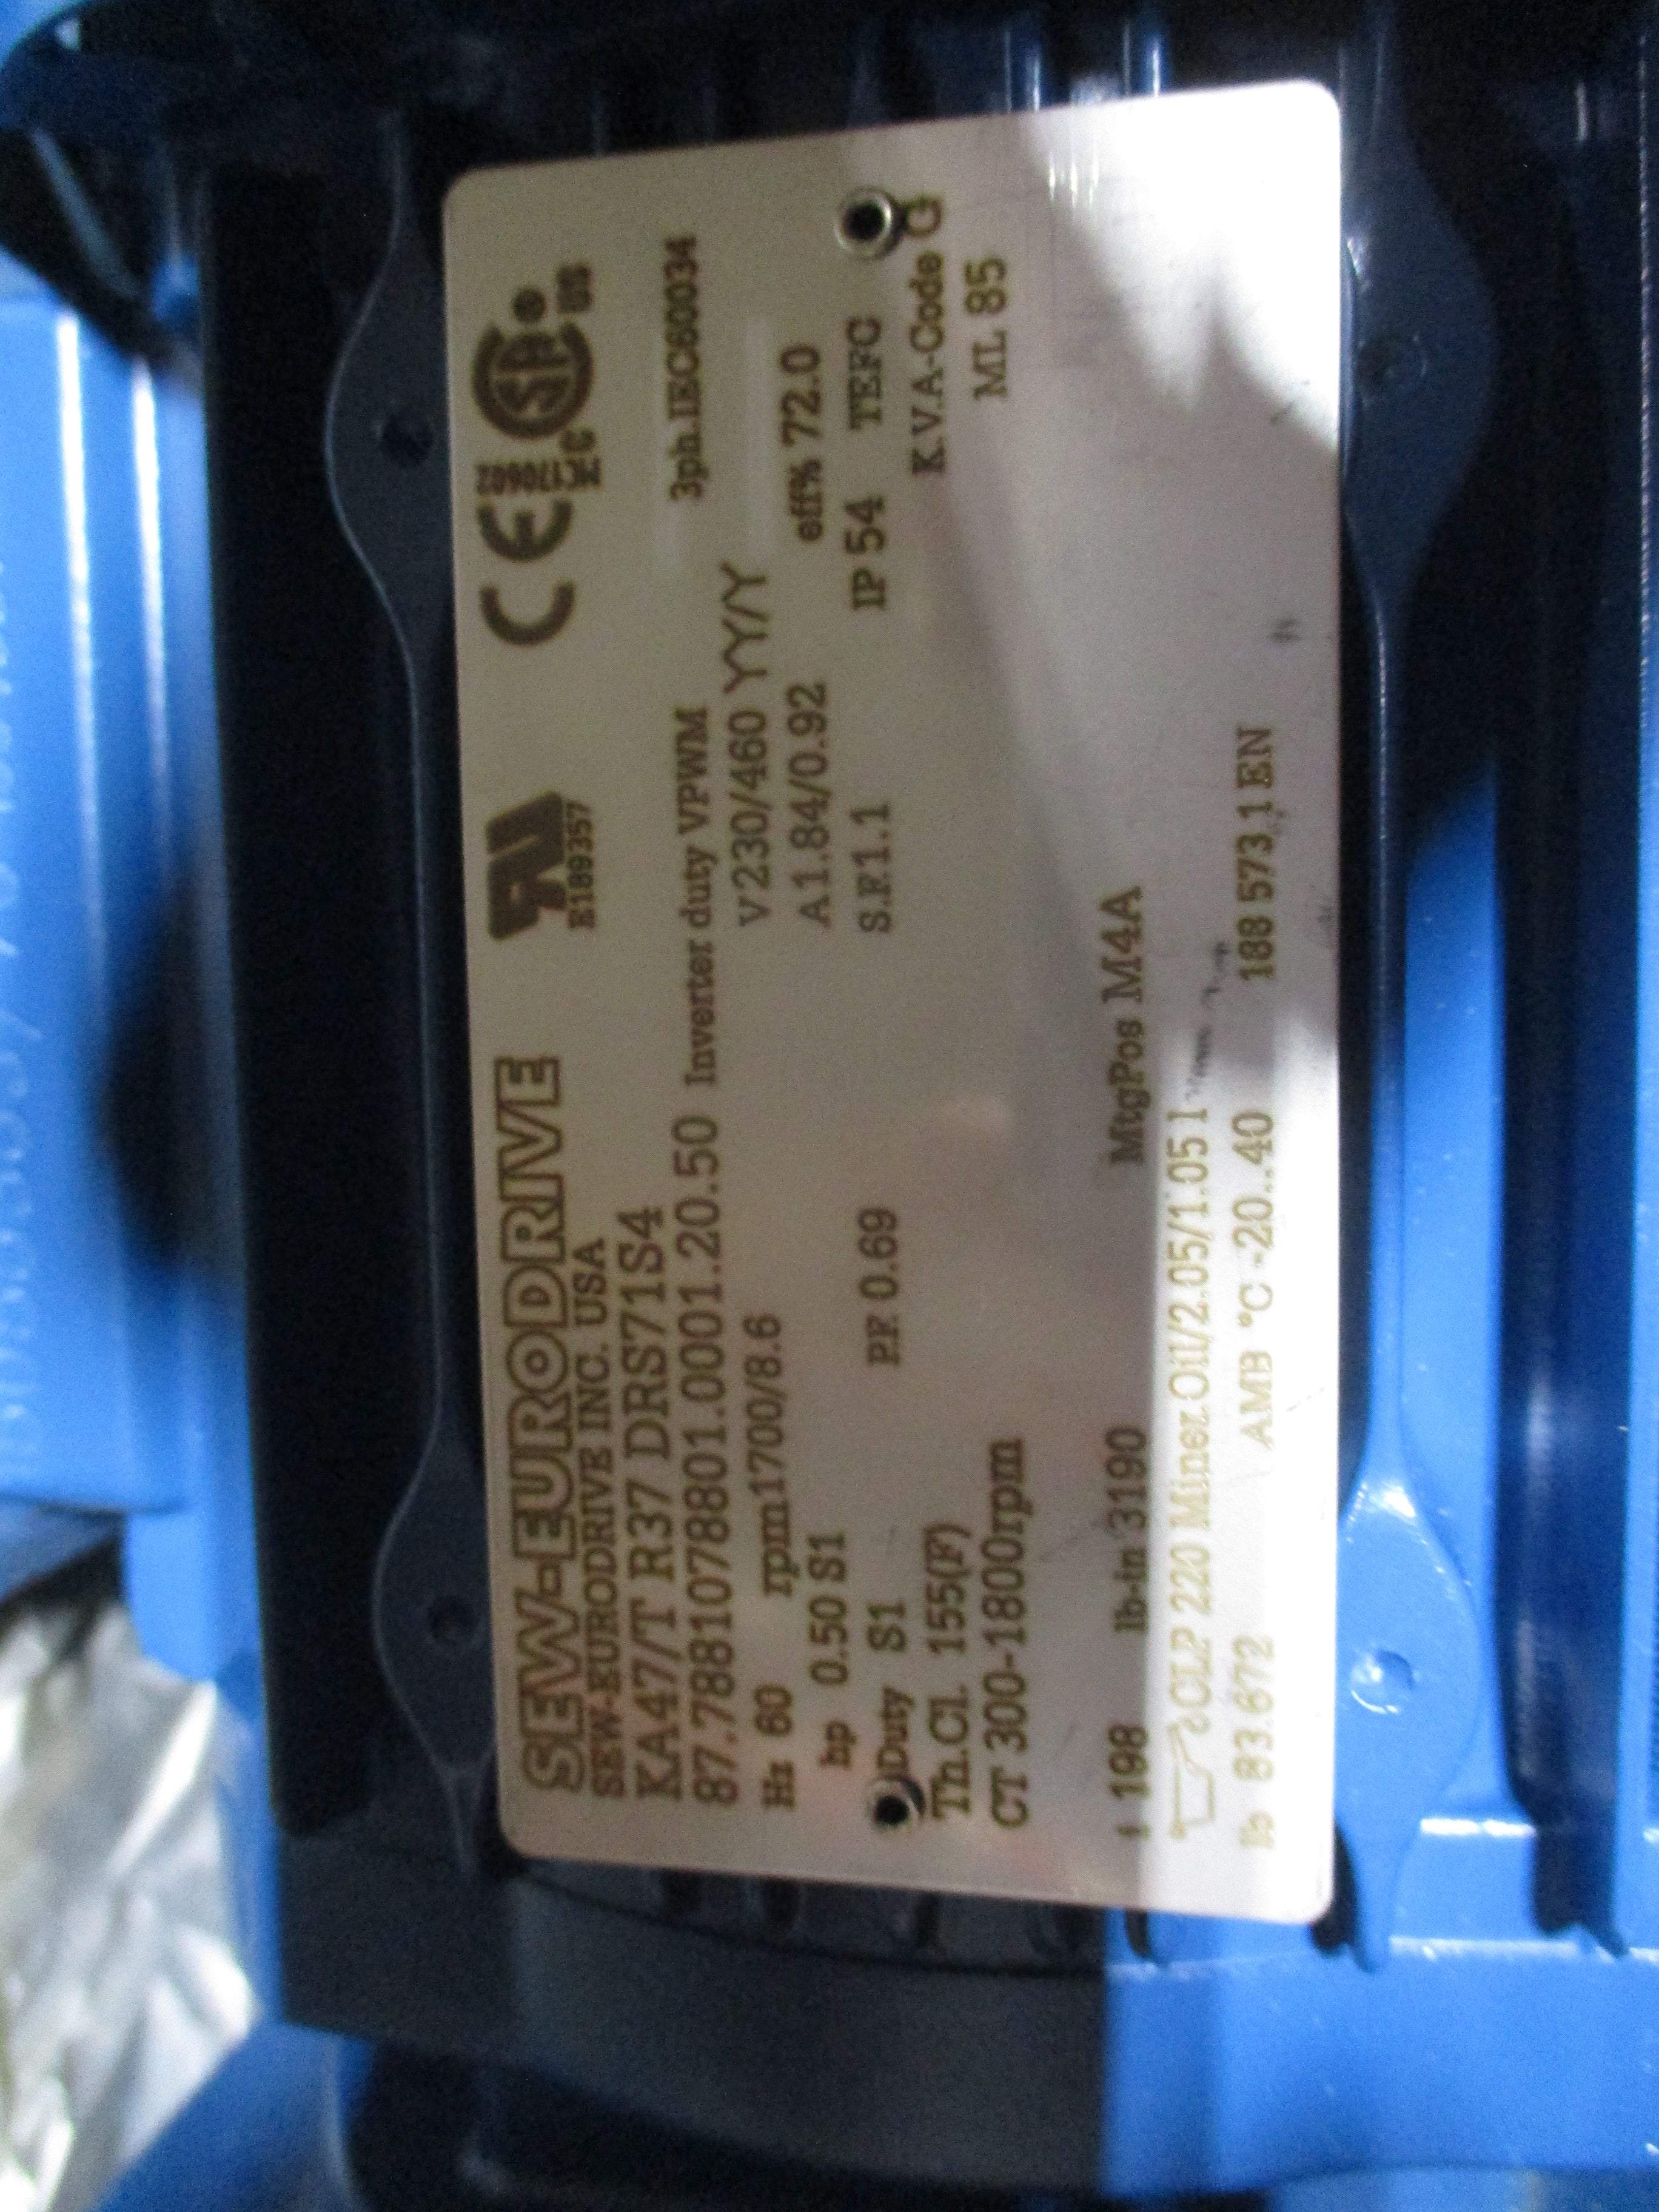 SEW-EURODRIVE
E189357
CE
MC170602
C SA ® US
SEW-EURODRIVE INC. USA
KA47/T R37 DRS71S4
87.7881078801.0001.20.50 Inverter duty VPWM 3ph.IEC60034
Hz 60 rpm1700/8.6 V230/460 YY/Y
hp 0.50 S1 A1.84/0.92 eff% 72.0
Duty S1 P.F. 0.69 S.F.1.1 IP 54 TEFC
Th.Cl. 155(F) K.V.A-Code G
CT 300-1800rpm ML 85
i 198 lb-in 3190 MtgPos M4A
CLP 220 Miner.Oil/2.05/1.05 l
lb 83.672 AMB °C -20..40 188 573.1 EN